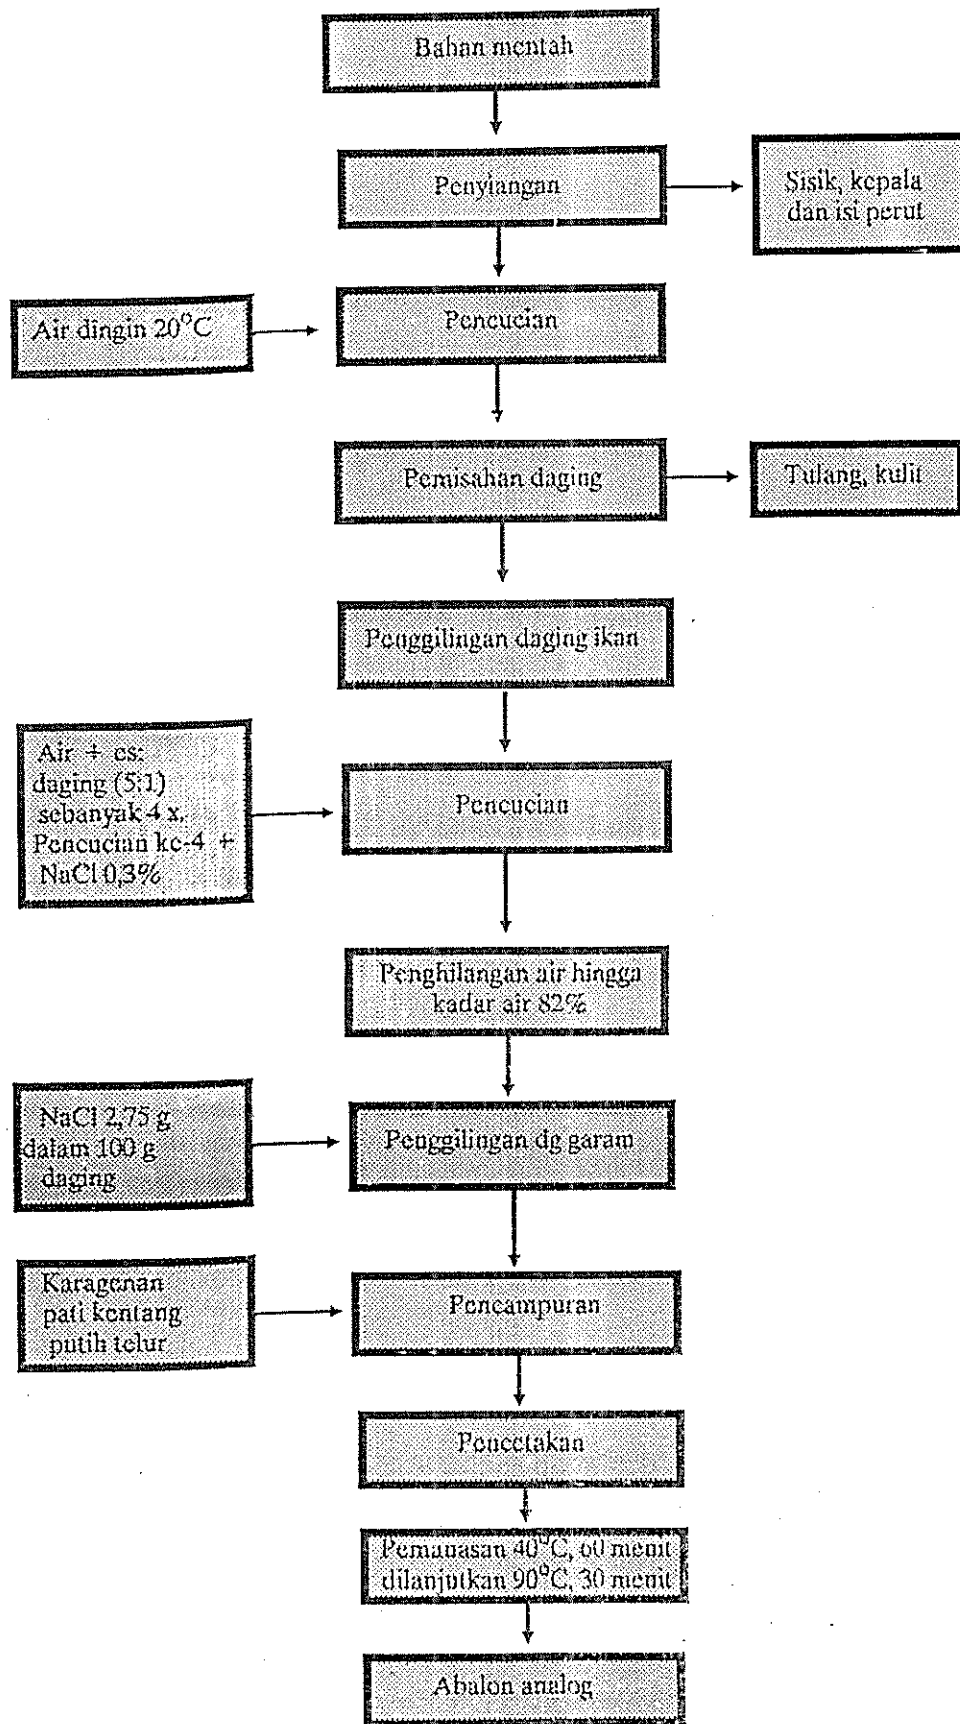 Bahan mentah
Penyiangan
Sisik, kepala
dan isi perut
Air dingin 20°C
Pencucian
Pemisahan daging
Tulang, kulit
Penggilingan daging ikan
Air + es:
daging (5:1)
sebanyak 4 x.
Pencucian ke-4 +
NaCl 0,3%
Pencucian
Penghilangan air hingga
kadar air 82%
NaCl 2,75 g
dalam 100 g
daging
Penggilingan dg garam
Karagenan
pati kentang
putih telur
Pencampuran
Pencetakan
Pemanasan 40°C, 60 menit
dilanjutkan 90°C, 30 menit
Abalon analog